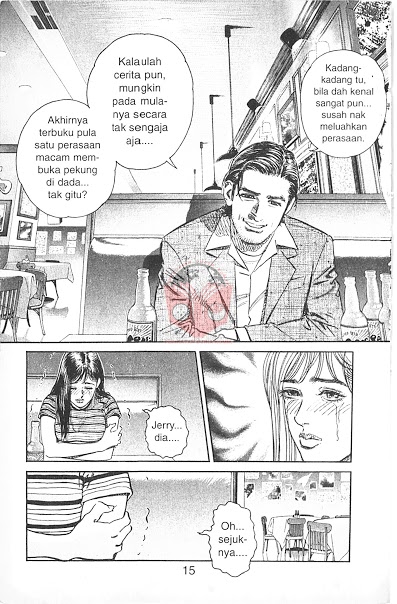 Kadang-
kadang tu,
bila dah kenal
sangat pun...
susah nak
meluahkan
perasaan.
Kalaulah
cerita pun,
mungkin
pada mula-
nya secara
tak sengaja
aja....
Akhirnya
terbuku pula
satu perasaan
macam mem-
buka pekung
di dada...
tak gitu?
Jerry...
dia....
Oh...
sejuk-
nya....
15